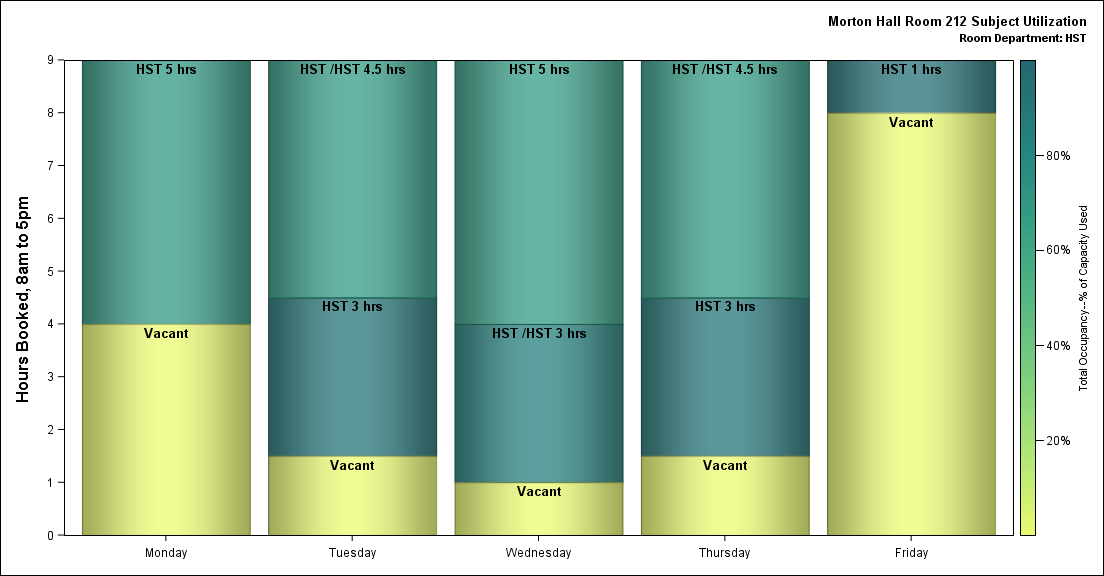 Morton Hall Room 212 Subject Utilization
Room Department: HST
Hours Booked, 8am to 5pm
9
8
7
6
5
4
3
2
1
0
HST 5 hrs
Vacant
HST /HST 4.5 hrs
HST 3 hrs
Vacant
HST 5 hrs
HST /HST 3 hrs
Vacant
HST /HST 4.5 hrs
HST 3 hrs
Vacant
HST 1 hrs
Vacant
Monday
Tuesday
Wednesday
Thursday
Friday
80%
60%
40%
20%
Total Occupancy--% of Capacity Used